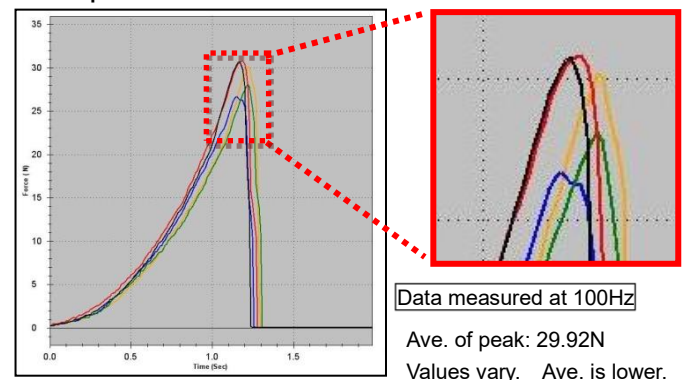 35
30
25
20
15
10
5
0
Force ( N)
0.0 0.5 1.0 1.5
Time (Sec)
Data measured at 100Hz
Ave. of peak: 29.92N
Values vary. Ave. is lower.